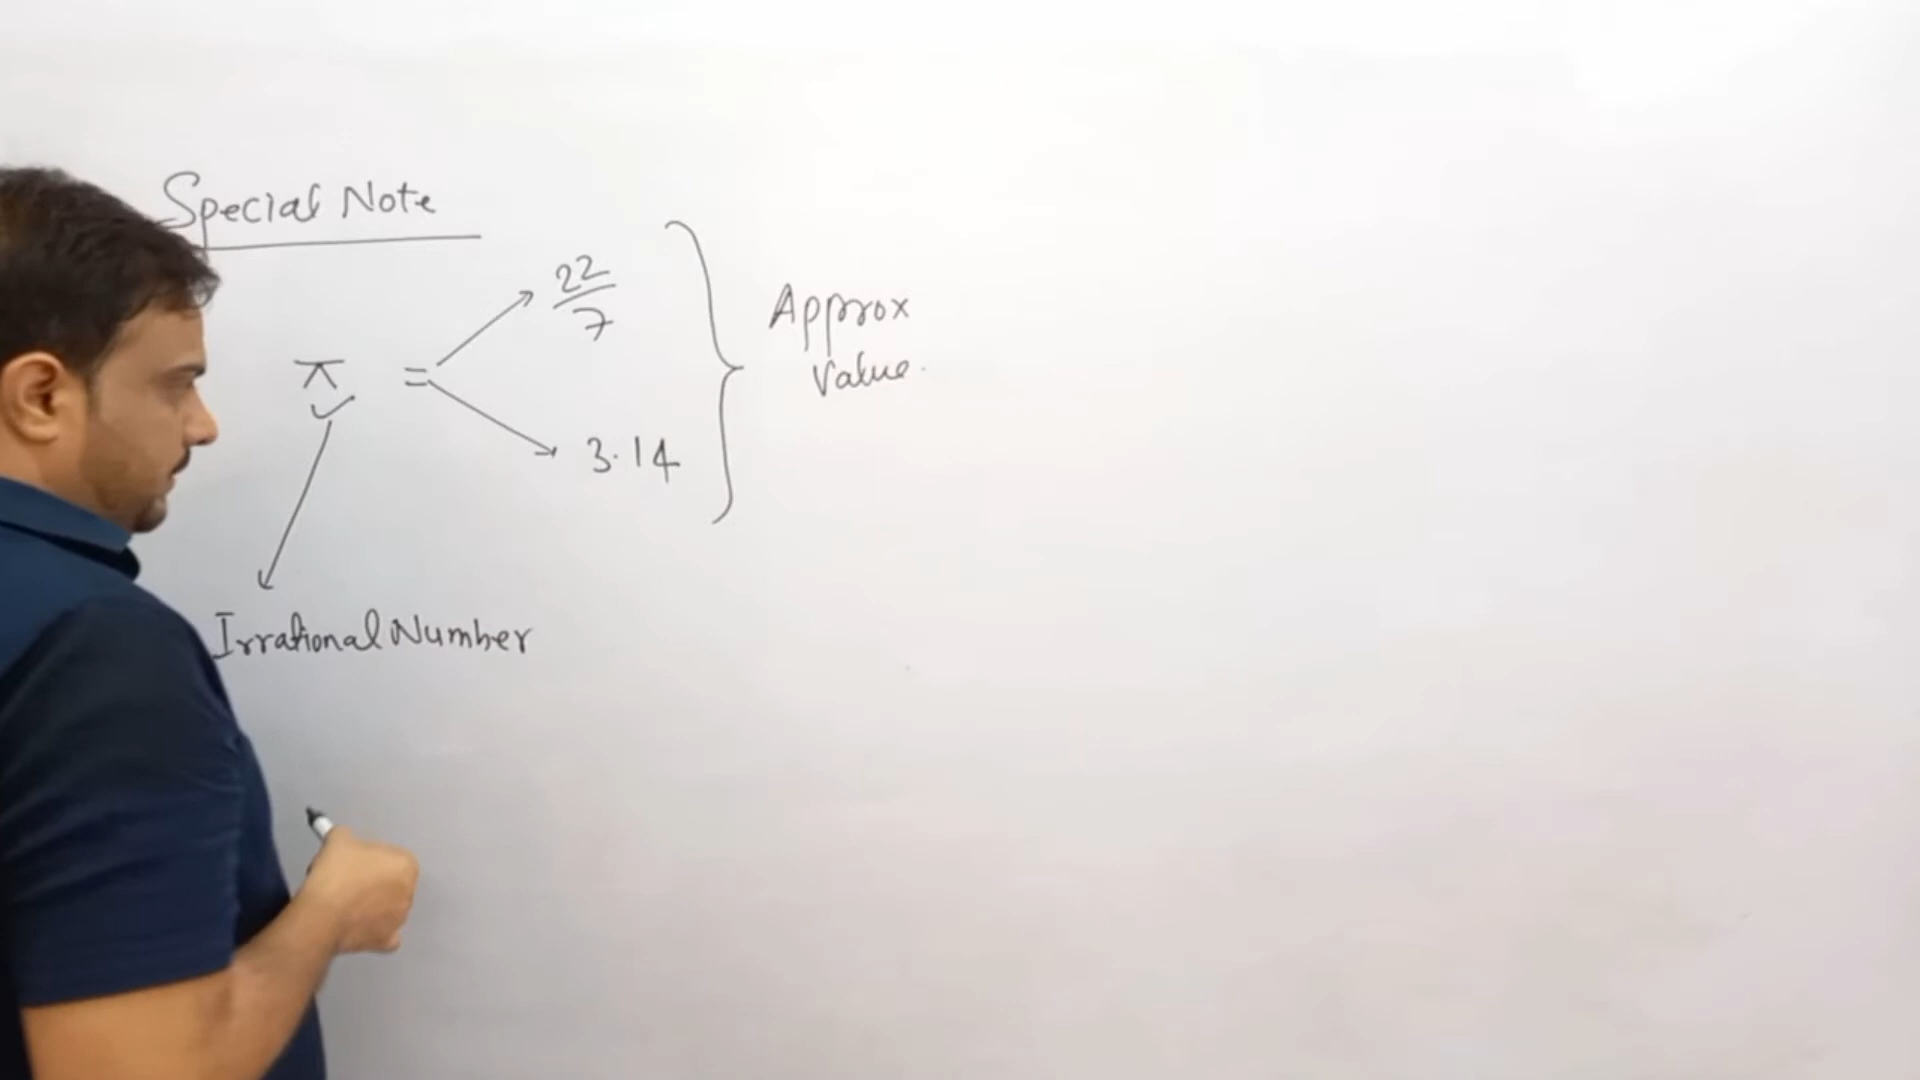 Special Note
22
7
π =
3.14
Approx
Value.
Irrational Number